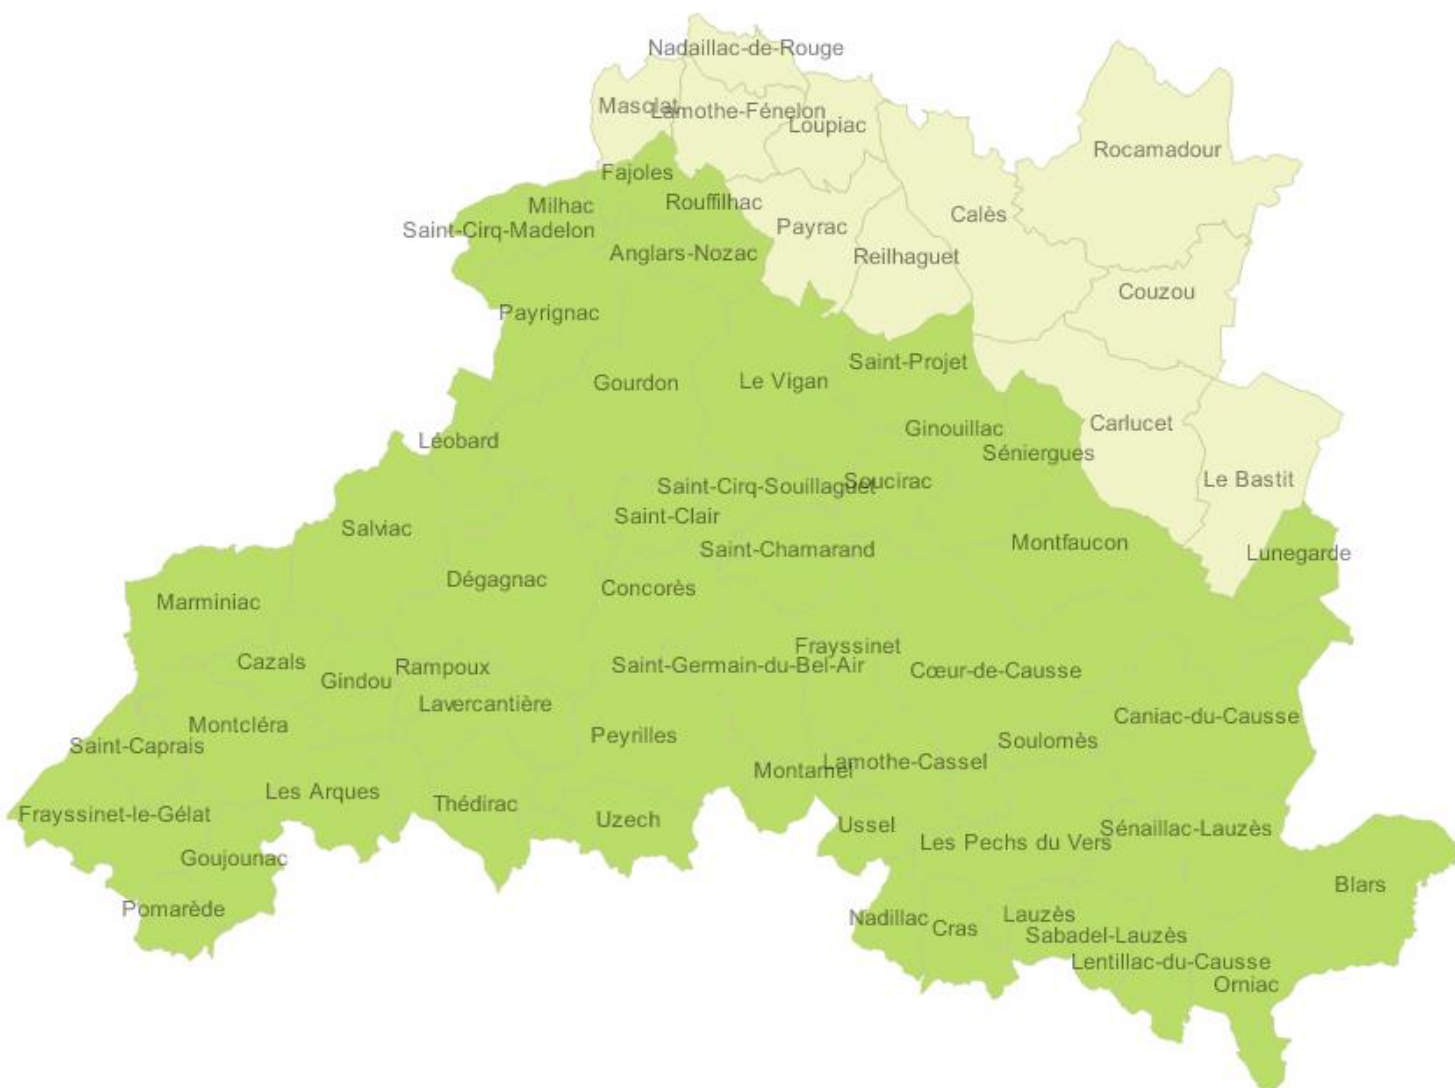 Nadaillac-de-Rouge
Masclat
Lamothe-Fénelon
Loupiac
Rocamadour
Fajoles
Rouffilhac
Milhac
Calès
Saint-Cirq-Madelon
Payrac
Anglars-Nozac
Reilhaguet
Couzou
Payrignac
Saint-Projet
Gourdon
Le Vigan
Carlucet
Ginouillac
Léobard
Séniergues
Le Bastit
Saint-Cirq-Souillaguet
Soucirac
Saint-Clair
Salviac
Saint-Chamarand
Montfaucon
Lunegarde
Dégagnac
Concorès
Marminiac
Frayssinet
Cazals
Rampoux
Saint-Germain-du-Bel-Air
Cœur-de-Causse
Gindou
Lavercantière
Caniac-du-Causse
Montcléra
Peyrilles
Soulomès
Saint-Caprais
Lamothe-Cassel
Montamel
Les Arques
Thédirac
Frayssinet-le-Gélat
Uzech
Ussel
Sénaillac-Lauzès
Les Pechs du Vers
Goujounac
Blars
Pomarède
Lauzès
Nadillac
Cras
Sabadel-Lauzès
Lentillac-du-Causse
Orniac